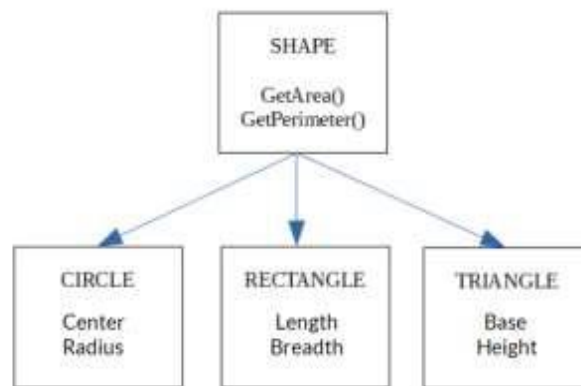 SHAPE
GetArea()
GetPerimeter()
CIRCLE
Center
Radius
RECTANGLE
Length
Breadth
TRIANGLE
Base
Height